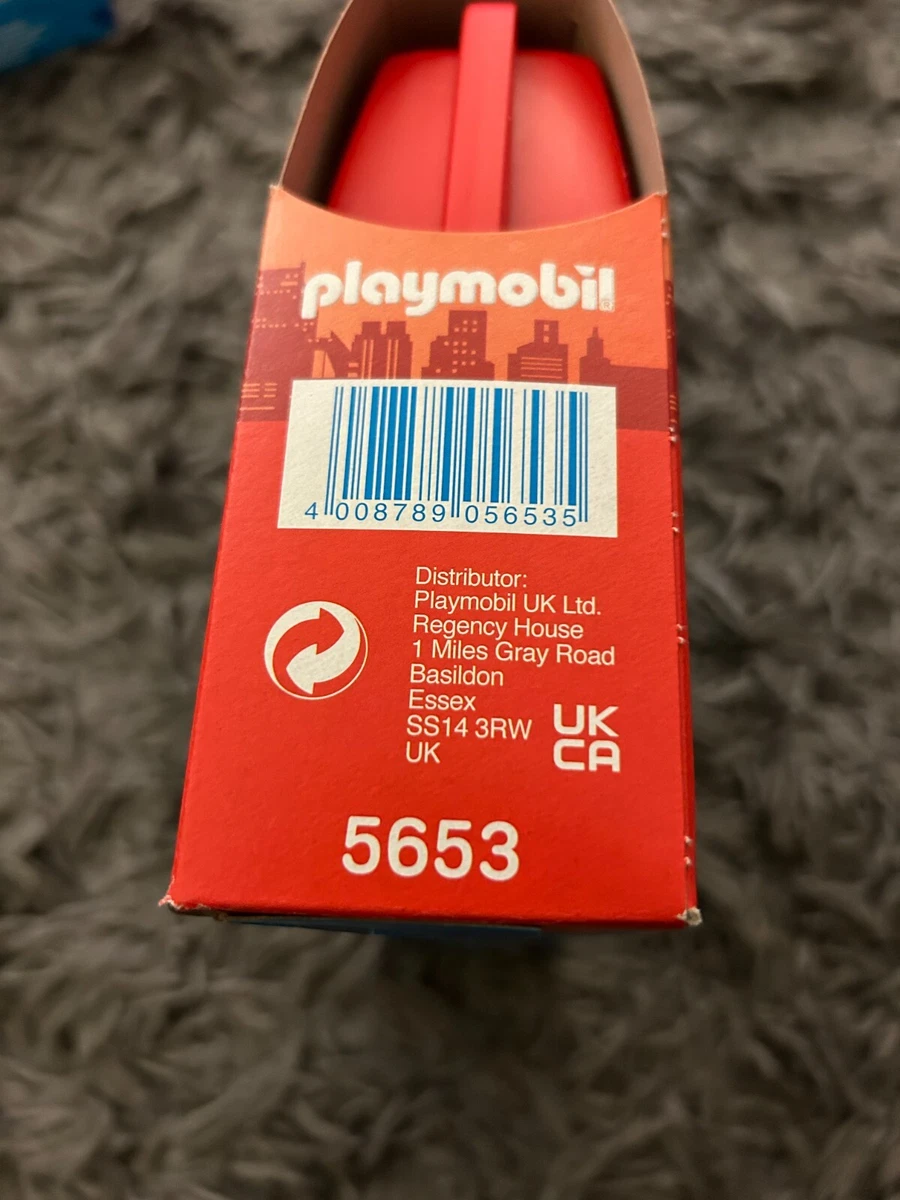 playmobil®
4 008789 056535
Distributor:
Playmobil UK Ltd.
Regency House
1 Miles Gray Road
Basildon
Essex
SS14 3RW
UK
UK
CA
5653